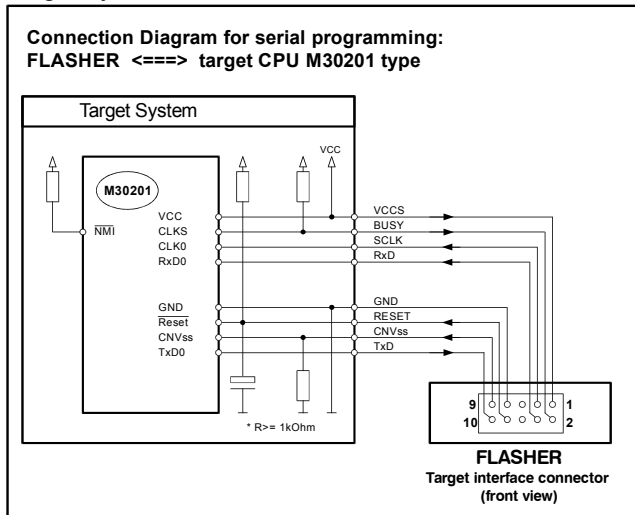 Connection Diagram for serial programming:
FLASHER <===> target CPU M30201 type
Target System
VCC
M30201
NMI
VCC
CLKS
CLK0
RxD0
GND
Reset
CNVss
TxD0
VCCS
BUSY
SCLK
RxD
GND
RESET
CNVss
TxD
* R>= 1kOhm
9
1
10
2
FLASHER
Target interface connector
(front view)